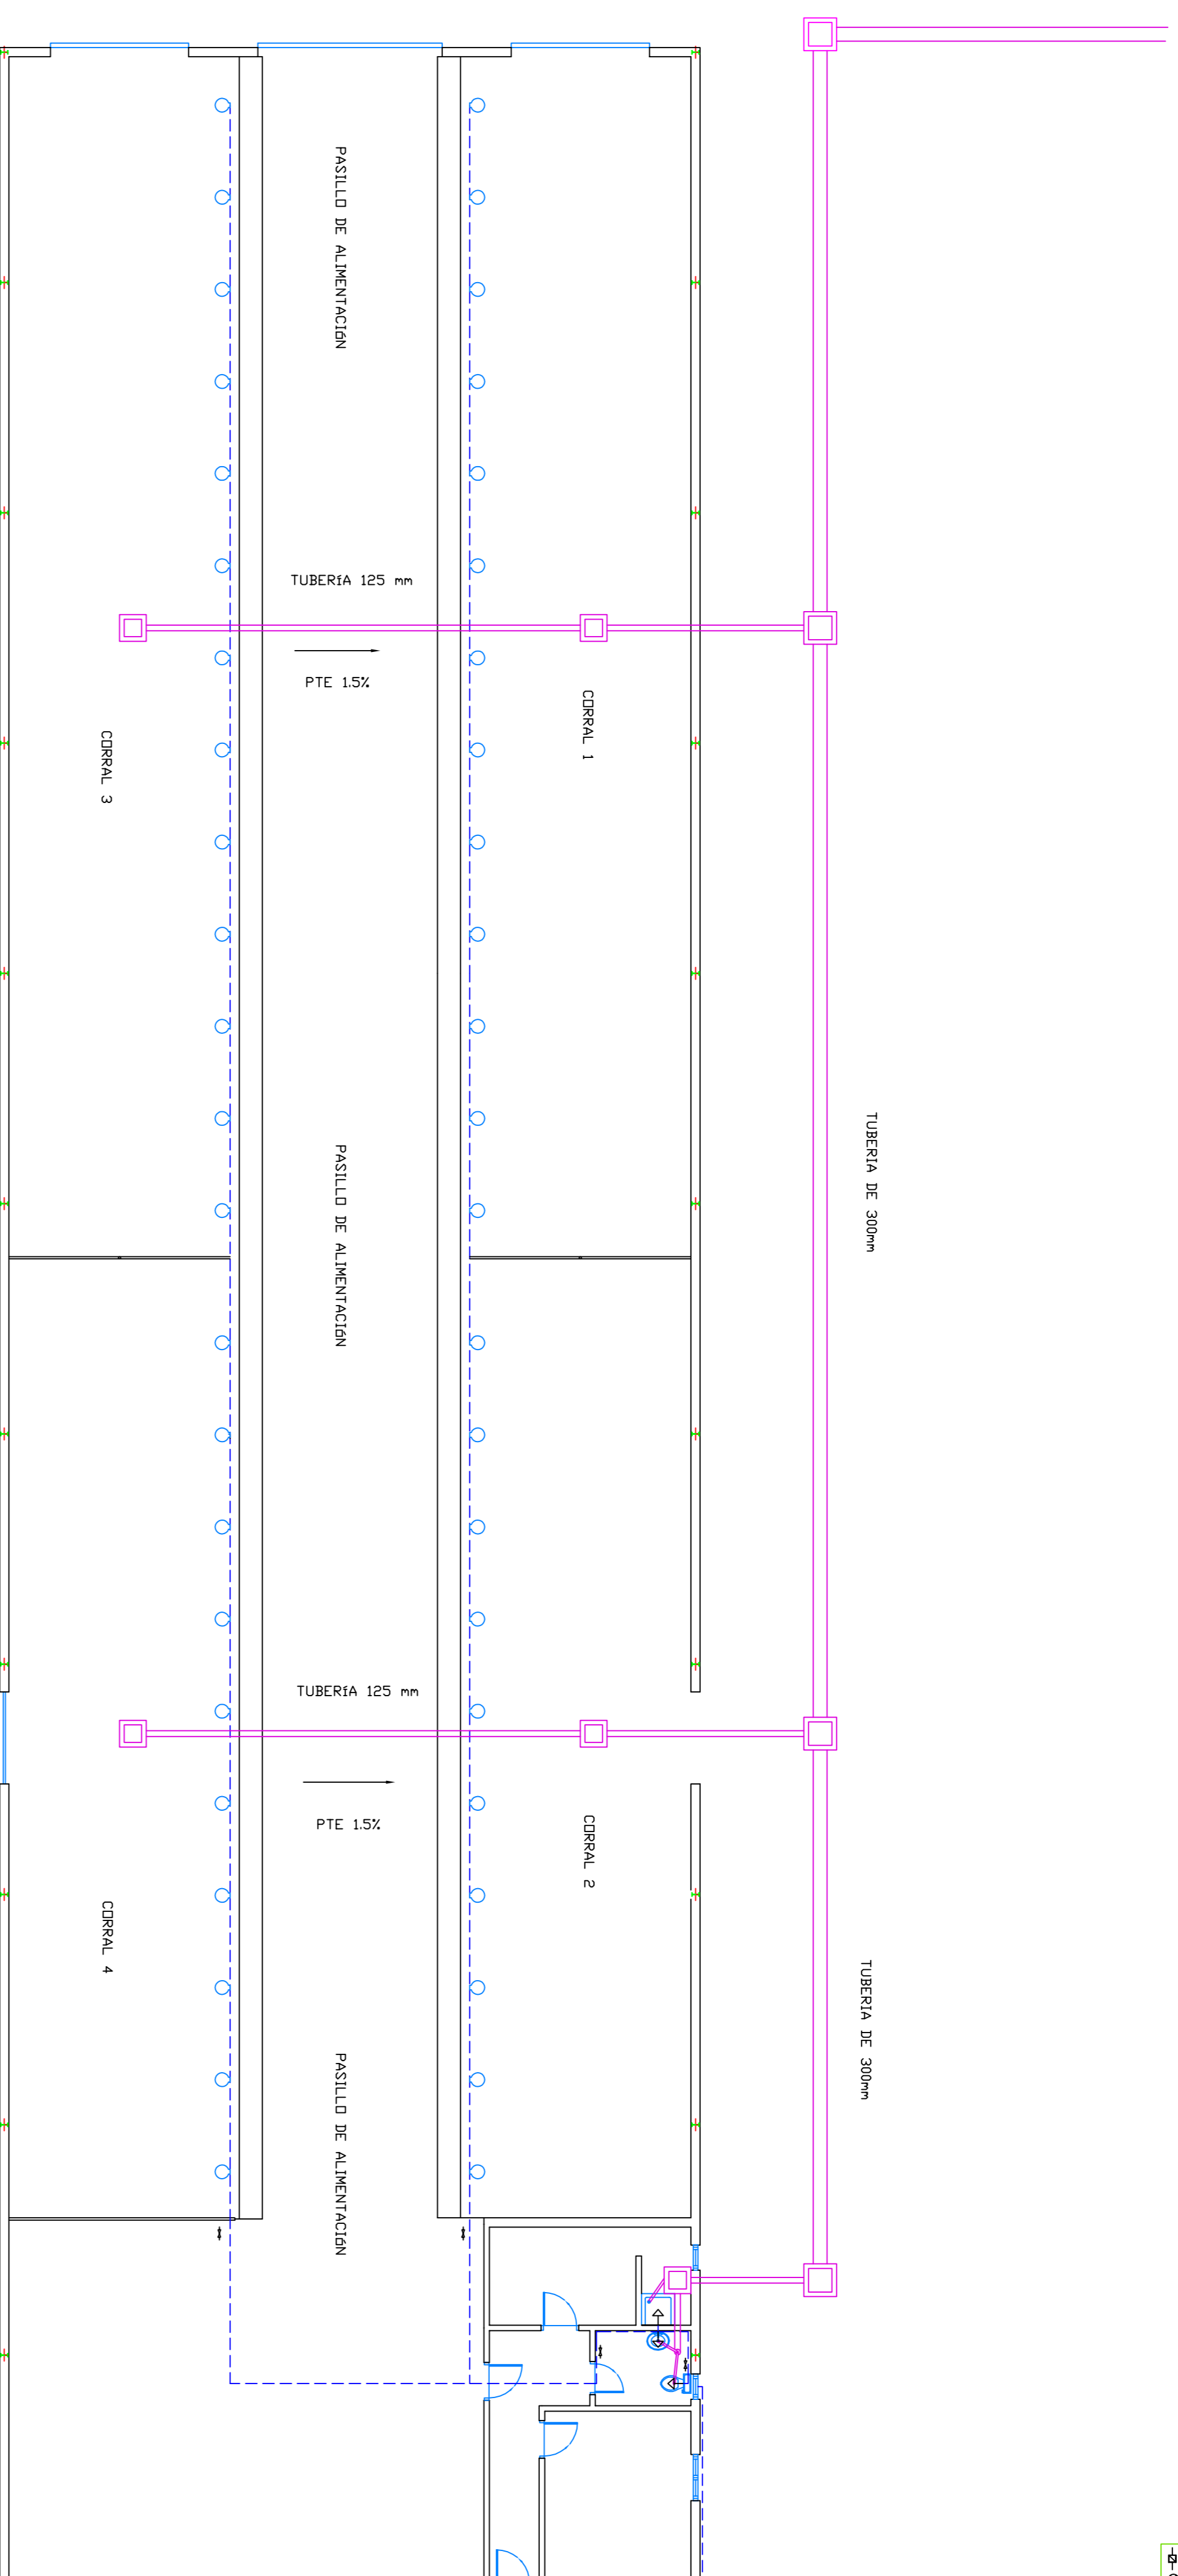 PASILLO DE ALIMENTACIÓN
TUBERÍA 125 mm
PTE 1.5%
CORRAL 1
CORRAL 3
TUBERIA DE 300mm
PASILLO DE ALIMENTACIÓN
TUBERÍA 125 mm
PTE 1.5%
CORRAL 2
CORRAL 4
TUBERIA DE 300mm
PASILLO DE ALIMENTACIÓN